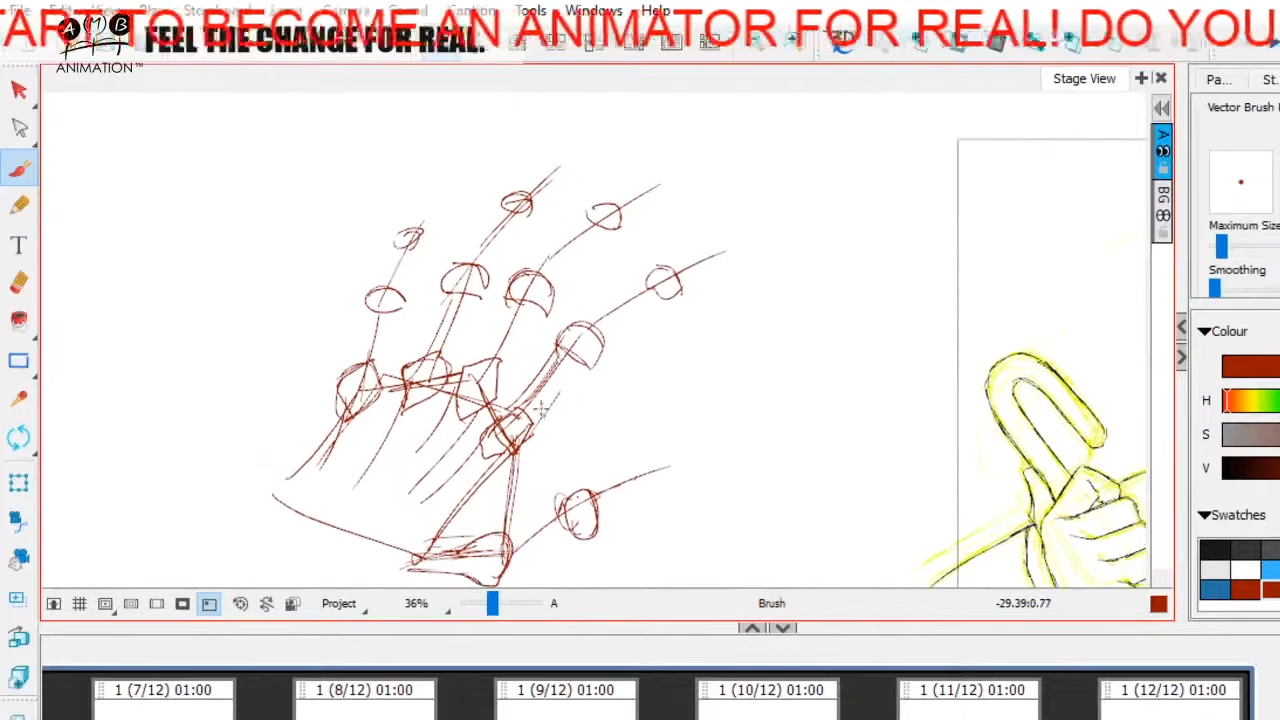 ART TO BECOME AN ANIMATOR FOR REAL! DO YOU
Tools Windows Help
AMB
ANIMATION™
FEEL THE CHANGE FOR REAL.
Stage View
Pa... St.
Vector Brush
A
BG
T
Maximum Size
Smoothing
Colour
H
S
V
Swatches
Project 36% A Brush -29.39:0.77
1 (7/12) 01:00 1 (8/12) 01:00 1 (9/12) 01:00 1 (10/12) 01:00 1 (11/12) 01:00 1 (12/12) 01:00